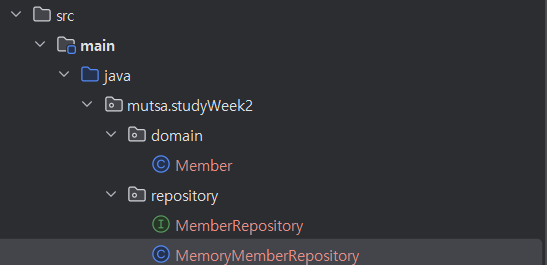 src
main
java
mutsa.studyWeek2
domain
C Member
repository
I MemberRepository
C MemoryMemberRepository